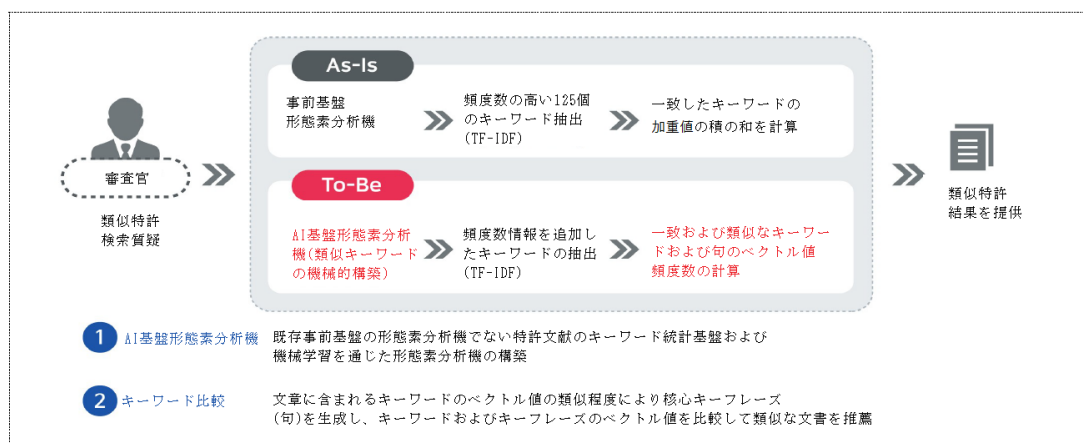 As-Is
事前基盤
形態素分析機
頻度数の高い125個
のキーワード抽出
(TF-IDF)
一致したキーワードの
加重値の積の和を計算
審査官
類似特許
検索質疑
To-Be
AI基盤形態素分析
機(類似キーワード
の機械的構築)
頻度数情報を追加し
たキーワードの抽出
(TF-IDF)
一致および類似なキーワー
ドおよび句のベクトル値
頻度数の計算
類似特許
結果を提供
1 AI基盤形態素分析機 既存事前基盤の形態素分析機でない特許文献のキーワード統計基盤および
機械学習を通じた形態素分析機の構築
2 キーワード比較 文章に含まれるキーワードのベクトル値の類似程度により核心キーフレーズ
(句)を生成し、キーワードおよびキーフレーズのベクトル値を比較して類似な文書を推薦